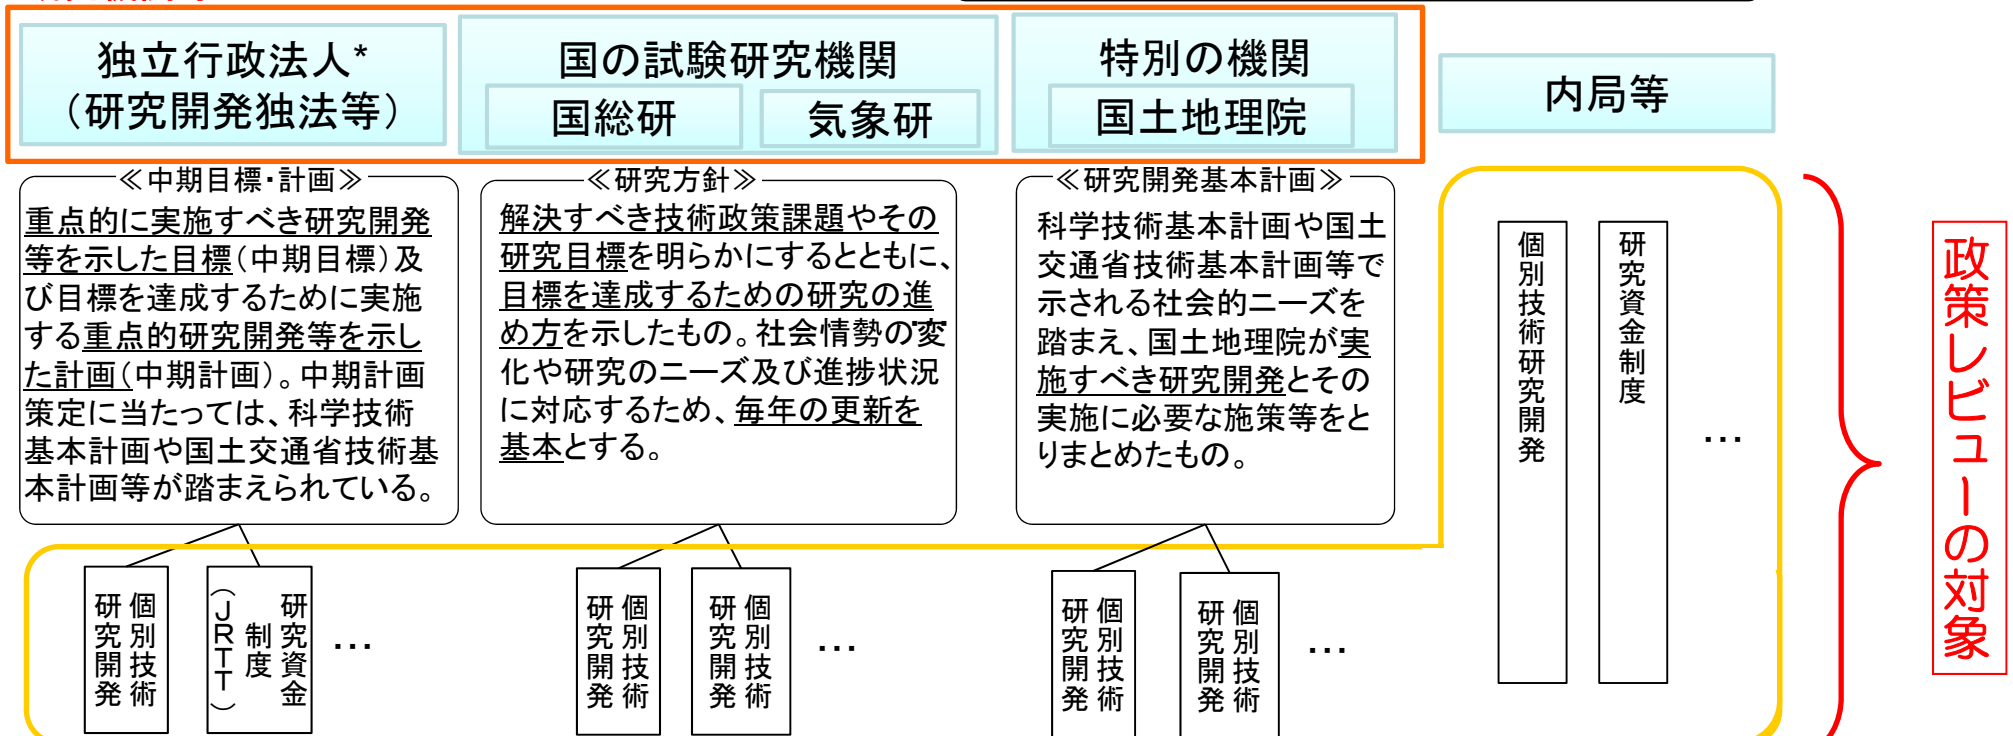 独立行政法人*
（研究開発独法等）
国の試験研究機関
国総研
気象研
特別の機関
国土地理院
内局等
≪中期目標・計画≫
重点的に実施すべき研究開発
等を示した目標（中期目標）及
び目標を達成するために実施
する重点的研究開発等を示し
た計画（中期計画）。中期計画
策定に当たっては、科学技術
基本計画や国土交通省技術基
本計画等が踏まえられている。
≪研究方針≫
解決すべき技術政策課題やその
研究目標を明らかにするとともに、
目標を達成するための研究の進
め方を示したもの。社会情勢の変
化や研究のニーズ及び進捗状況
に対応するため、毎年の更新を
基本とする。
≪研究開発基本計画≫
科学技術基本計画や国土
交通省技術基本計画等で
示される社会的ニーズを
踏まえ、国土地理院が実
施すべき研究開発とその
実施に必要な施策等をと
りまとめたもの。
個別技術研究開発
研究資金制度
…
政策レビューの対象
個別技術
研究開発
研究資金
制度
（JRTT）
…
個別技術
研究開発
個別技術
研究開発
…
個別技術
研究開発
個別技術
研究開発
…